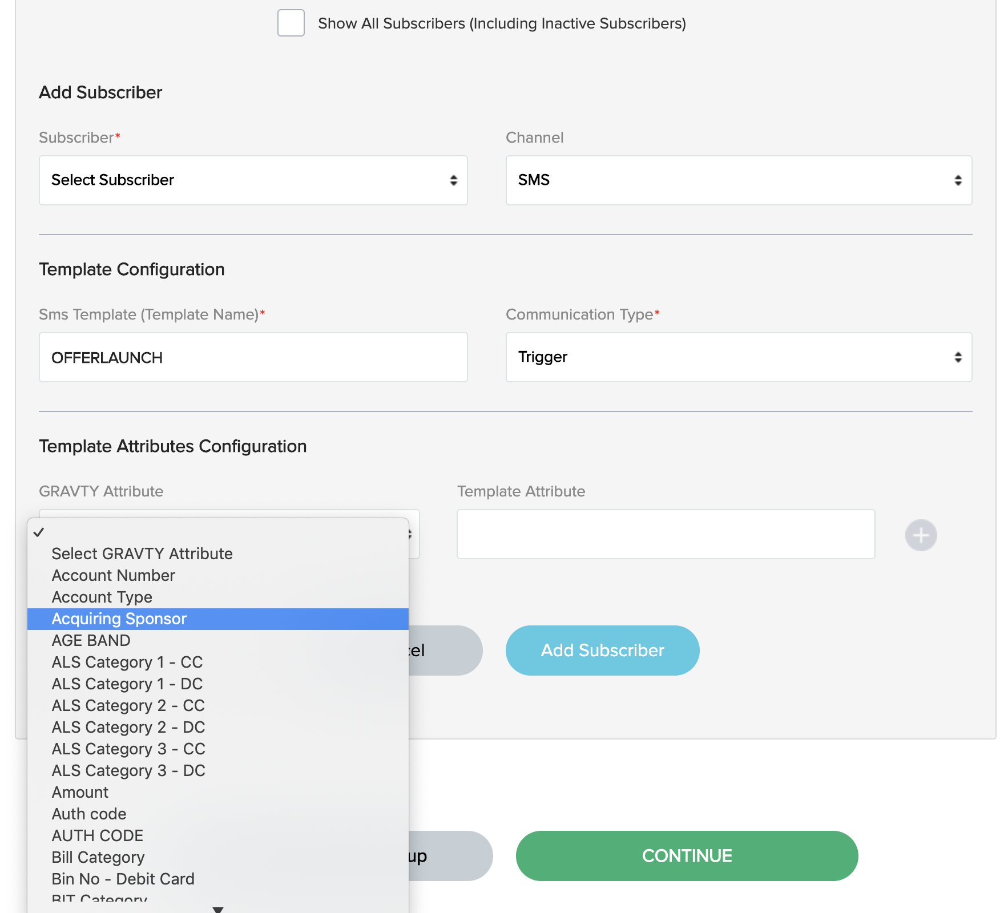 Show All Subscribers (Including Inactive Subscribers)
Add Subscriber
Subscriber*
Channel
Select Subscriber
SMS
Template Configuration
Sms Template (Template Name)*
Communication Type*
OFFERLAUNCH
Trigger
Template Attributes Configuration
GRAVTY Attribute
Template Attribute
Select GRAVTY Attribute
Account Number
Account Type
Acquiring Sponsor
AGE BAND
cel
Add Subscriber
ALS Category 1 - CC
ALS Category 1 - DC
ALS Category 2 - CC
ALS Category 2 - DC
ALS Category 3 - CC
ALS Category 3 - DC
Amount
Auth code
AUTH CODE
Bill Category
up
CONTINUE
Bin No - Debit Card
BIT Category